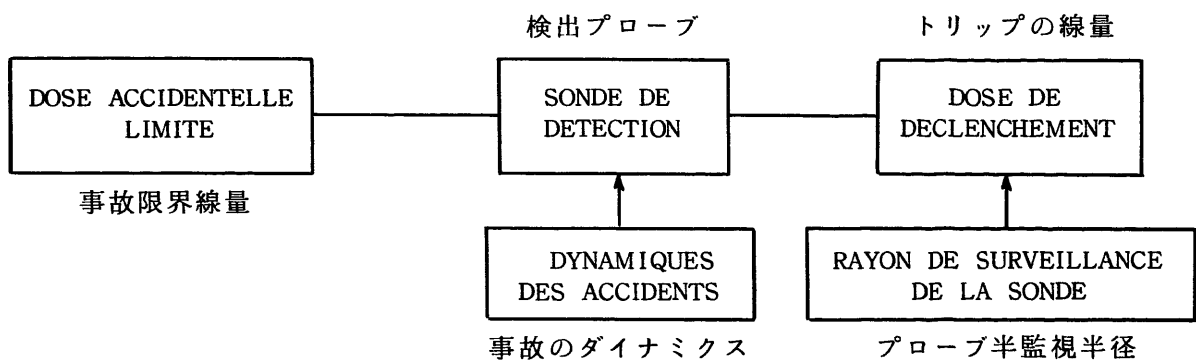 検出プローブ
トリップの線量
DOSE ACCIDENTELLE
LIMITE
SONDE DE
DETECTION
DOSE DE
DECLENCHEMENT
事故限界線量
DYNAMIQUES
DES ACCIDENTS
RAYON DE SURVEILLANCE
DE LA SONDE
事故のダイナミクス
プローブ半監視半径